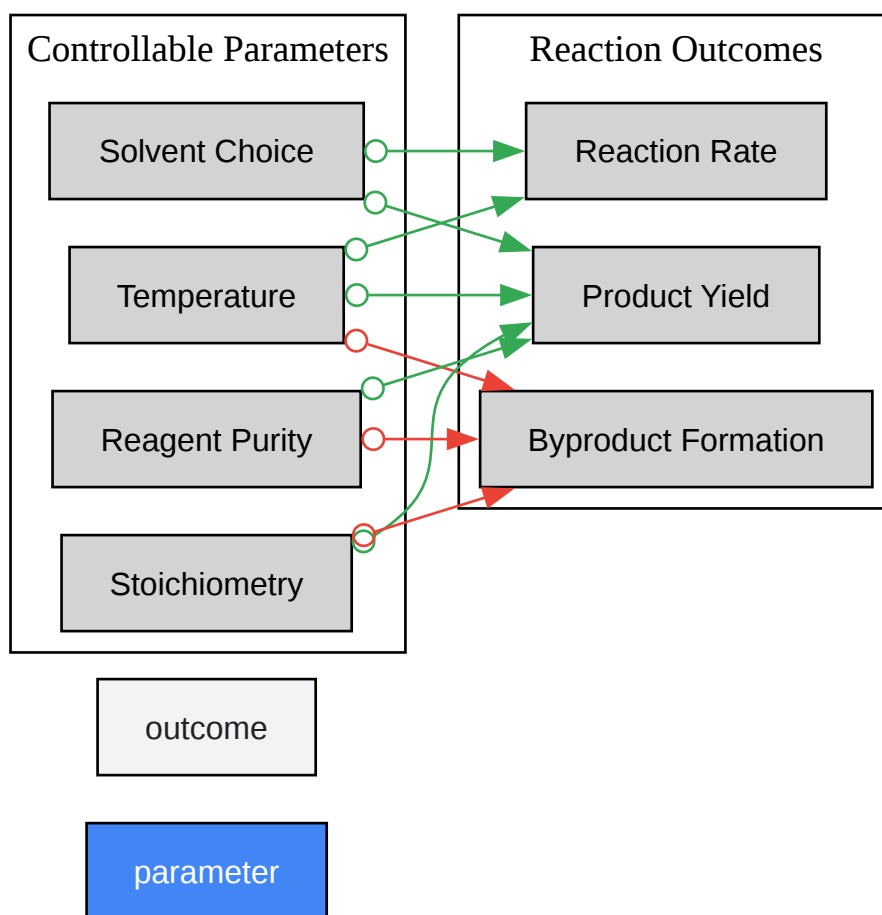 Controllable Parameters
Reaction Outcomes
Solvent Choice
Reaction Rate
Temperature
Product Yield
Reagent Purity
Byproduct Formation
Stoichiometry
outcome
parameter